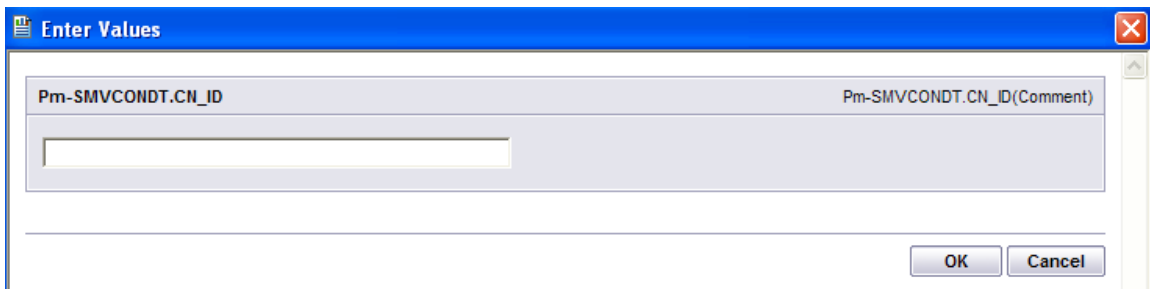 Enter Values
Pm-SMVCONDT.CN_ID Pm-SMVCONDT.CN_ID(Comment)
OK Cancel